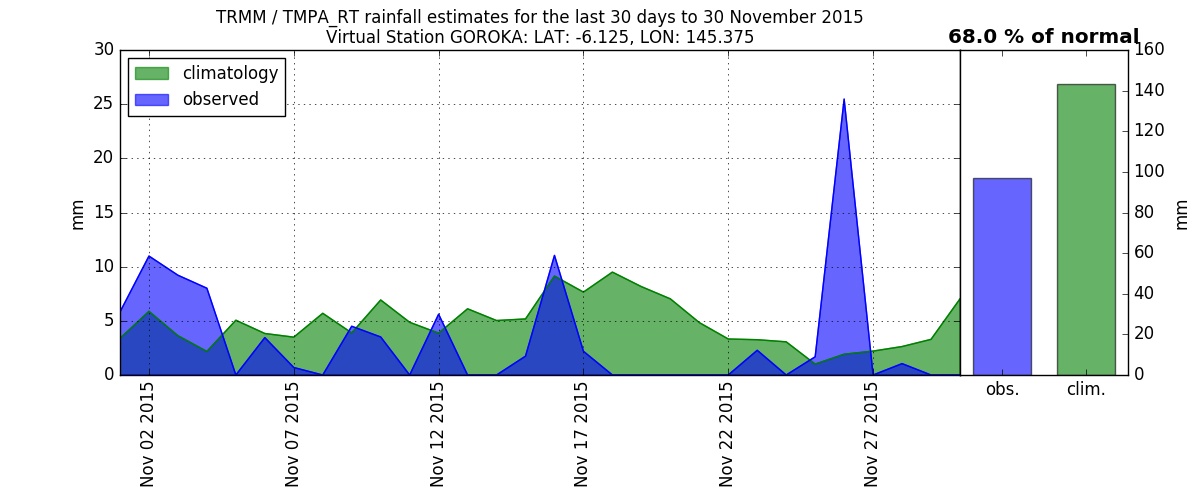 TRMM / TMPA_RT rainfall estimates for the last 30 days to 30 November 2015
Virtual Station GOROKA: LAT: -6.125, LON: 145.375
68.0 % of normal
climatology
observed
30
25
20
15
10
5
0
mm
Nov 02 2015
Nov 07 2015
Nov 12 2015
Nov 17 2015
Nov 22 2015
Nov 27 2015
160
140
120
100
80
60
40
20
0
mm
obs.
clim.